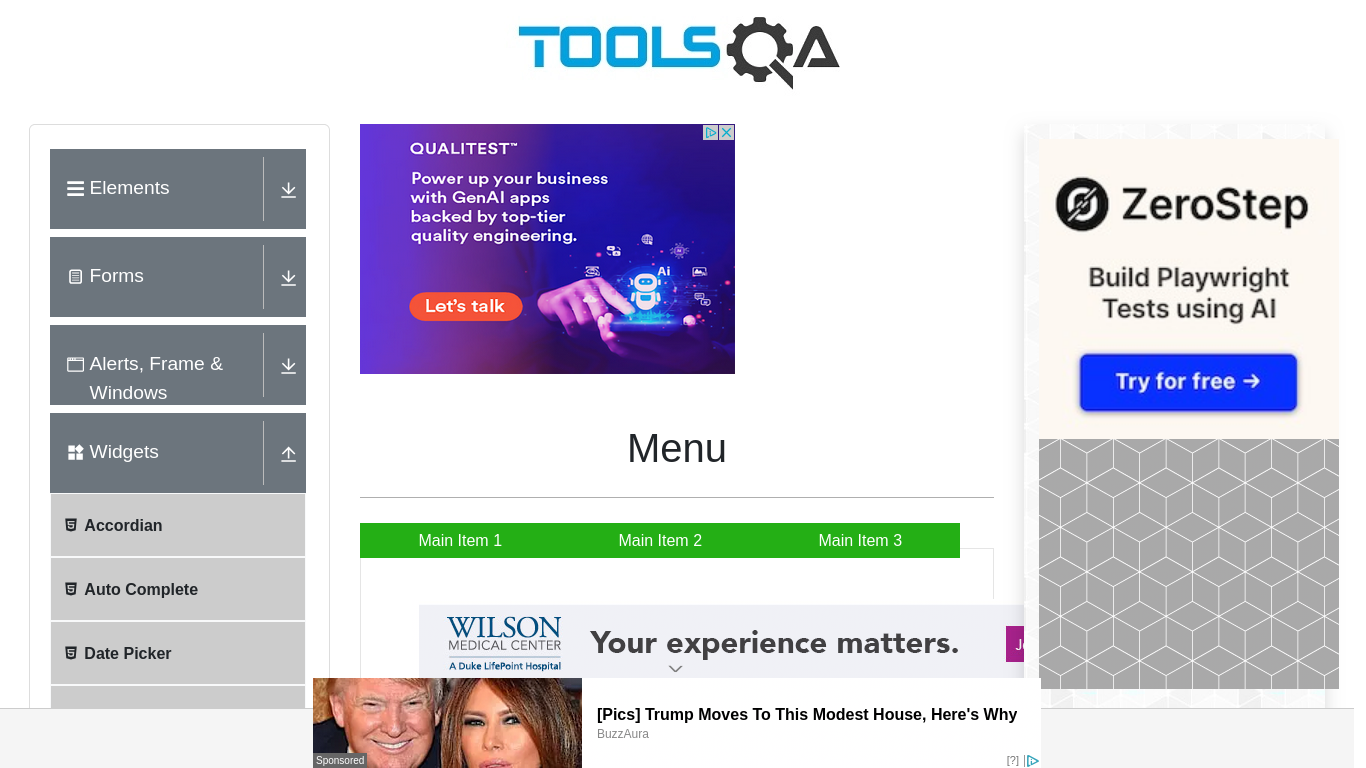 TOOLSQA
Elements
Forms
Alerts, Frame &
Windows
Widgets
Accordian
Auto Complete
Date Picker
QUALITEST™
Power up your business
with GenAI apps
backed by top-tier
quality engineering.
Let's talk
Ai
Menu
Main Item 1
Main Item 2
Main Item 3
WILSON
MEDICAL CENTER
A Duke LifePoint Hospital
Your experience matters.
ZeroStep
Build Playwright
Tests using AI
Try for free →
[Pics] Trump Moves To This Modest House, Here's Why
BuzzAura
Sponsored
[?]